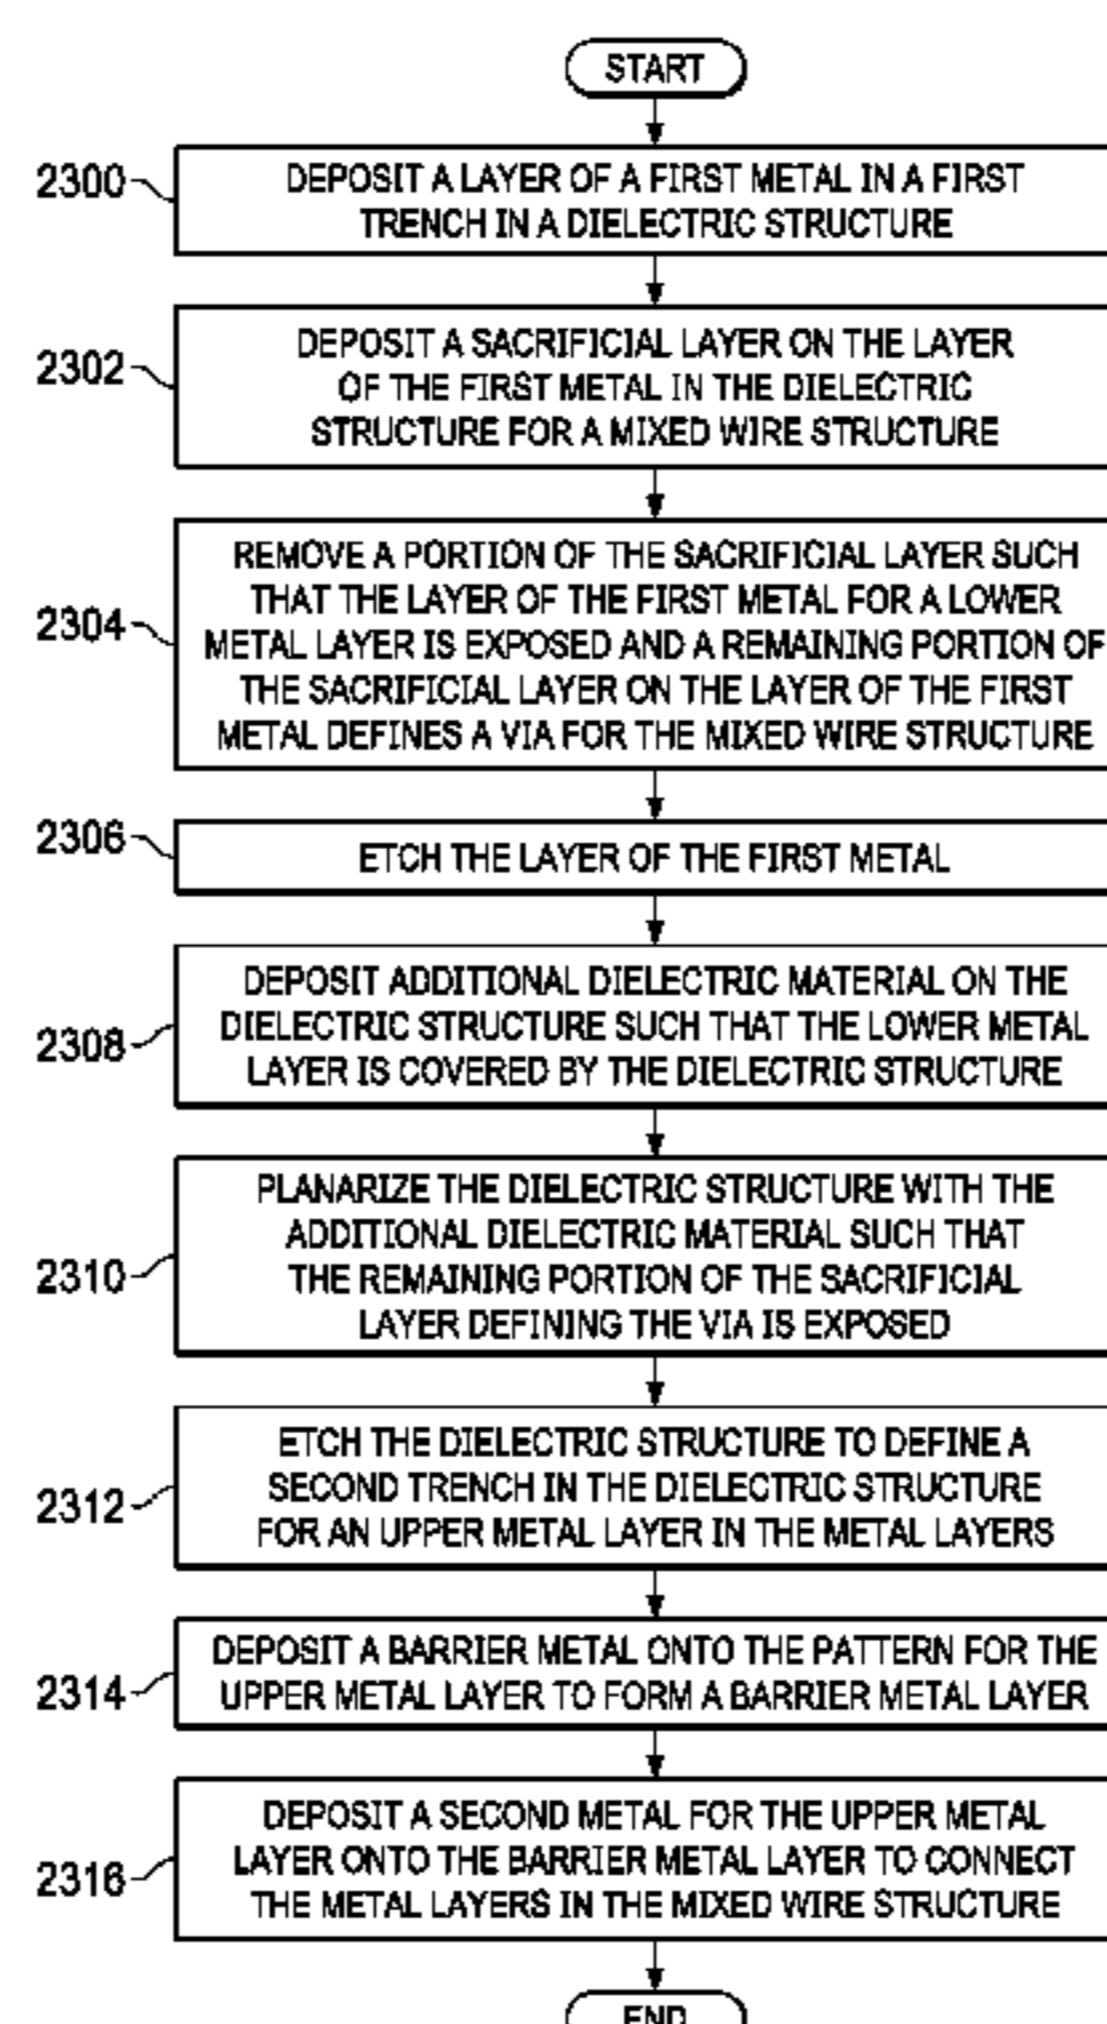 START
2300
DEPOSIT A LAYER OF A FIRST METAL IN A FIRST
TRENCH IN A DIELECTRIC STRUCTURE
2302
DEPOSIT A SACRIFICIAL LAYER ON THE LAYER
OF THE FIRST METAL IN THE DIELECTRIC
STRUCTURE FOR A MIXED WIRE STRUCTURE
2304
REMOVE A PORTION OF THE SACRIFICIAL LAYER SUCH
THAT THE LAYER OF THE FIRST METAL FOR A LOWER
METAL LAYER IS EXPOSED AND A REMAINING PORTION OF
THE SACRIFICIAL LAYER ON THE LAYER OF THE FIRST
METAL DEFINES A VIA FOR THE MIXED WIRE STRUCTURE
2306
ETCH THE LAYER OF THE FIRST METAL
2308
DEPOSIT ADDITIONAL DIELECTRIC MATERIAL ON THE
DIELECTRIC STRUCTURE SUCH THAT THE LOWER METAL
LAYER IS COVERED BY THE DIELECTRIC STRUCTURE
2310
PLANARIZE THE DIELECTRIC STRUCTURE WITH THE
ADDITIONAL DIELECTRIC MATERIAL SUCH THAT
THE REMAINING PORTION OF THE SACRIFICIAL
LAYER DEFINING THE VIA IS EXPOSED
2312
ETCH THE DIELECTRIC STRUCTURE TO DEFINE A
SECOND TRENCH IN THE DIELECTRIC STRUCTURE
FOR AN UPPER METAL LAYER IN THE METAL LAYERS
2314
DEPOSIT A BARRIER METAL ONTO THE PATTERN FOR THE
UPPER METAL LAYER TO FORM A BARRIER METAL LAYER
2316
DEPOSIT A SECOND METAL FOR THE UPPER METAL
LAYER ONTO THE BARRIER METAL LAYER TO CONNECT
THE METAL LAYERS IN THE MIXED WIRE STRUCTURE
END